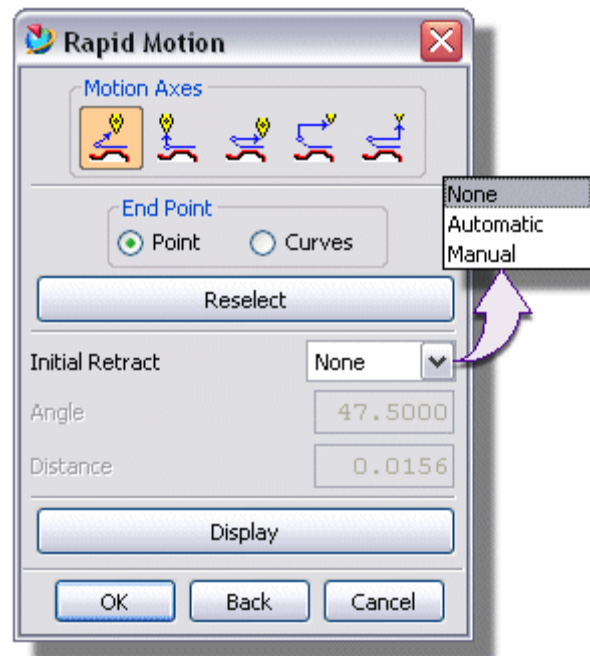 Rapid Motion
Motion Axes
End Point
Point
Curves
None
Automatic
Manual
Reselect
Initial Retract
None
Angle
47.5000
Distance
0.0156
Display
OK
Back
Cancel